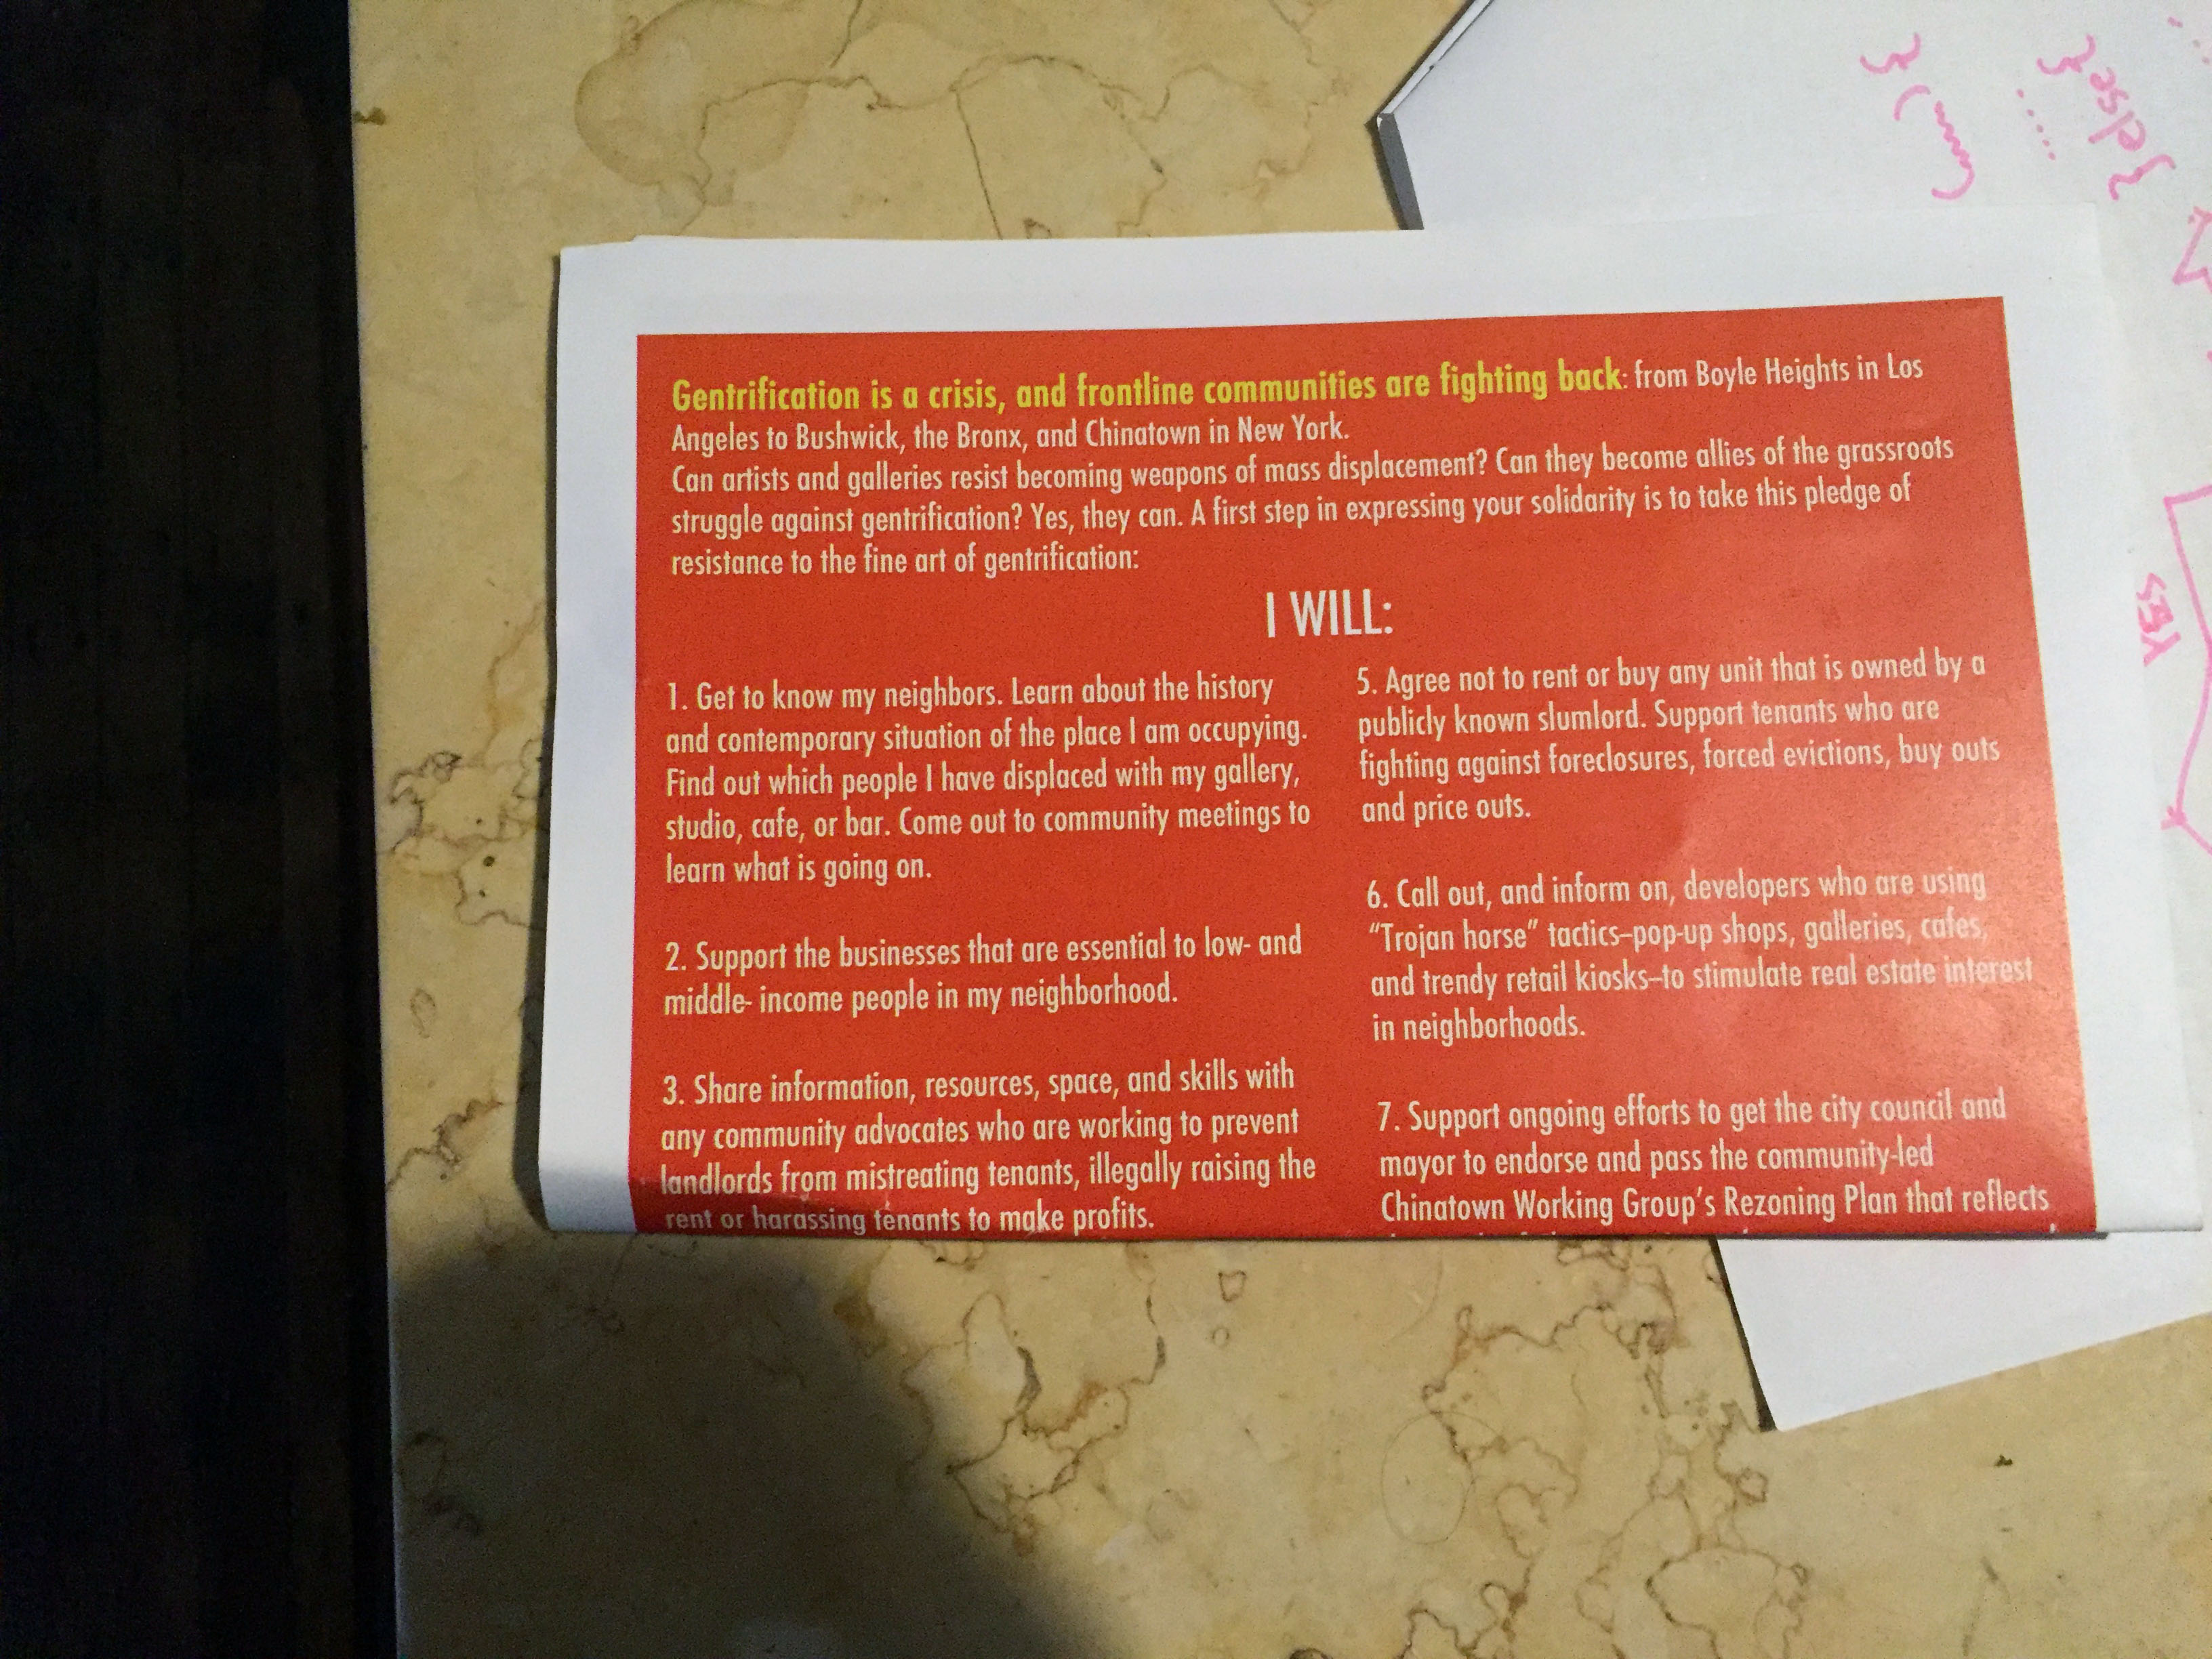 Gentrification is a crisis, and frontline communities are fighting back: from Boyle Heights in Los
Angeles to Bushwick, the Bronx, and Chinatown in New York.
Can artists and galleries resist becoming weapons of mass displacement? Can they become allies of the grassroots
struggle against gentrification? Yes, they can. A first step in expressing your solidarity is to take this pledge of
resistance to the fine art of gentrification:
I WILL:
1. Get to know my neighbors. Learn about the history
and contemporary situation of the place I am occupying.
Find out which people I have displaced with my gallery,
studio, cafe, or bar. Come out to community meetings to
learn what is going on.
2. Support the businesses that are essential to low- and
middle- income people in my neighborhood.
3. Share information, resources, space, and skills with
any community advocates who are working to prevent
landlords from mistreating tenants, illegally raising the
rent or harassing tenants to make profits.
5. Agree not to rent or buy any unit that is owned by a
publicly known slumlord. Support tenants who are
fighting against foreclosures, forced evictions, buy outs
and price outs.
6. Call out, and inform on, developers who are using
“Trojan horse” tactics–pop-up shops, galleries, cafes,
and trendy retail kiosks–to stimulate real estate interest
in neighborhoods.
7. Support ongoing efforts to get the city council and
mayor to endorse and pass the community-led
Chinatown Working Group’s Rezoning Plan that reflects
}else{
YES